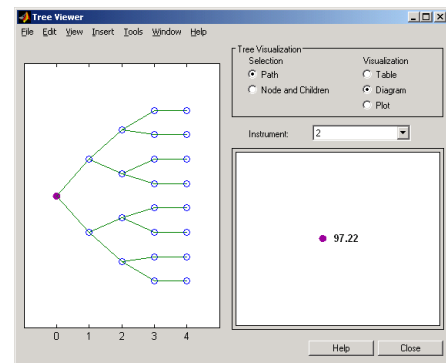 Tree Viewer
File Edit View Insert Tools Window Help
Tree Visualization
Selection
Visualization
Path
Table
Node and Children
Diagram
Plot
Instrument:
2
97.22
0 1 2 3 4
Help
Close